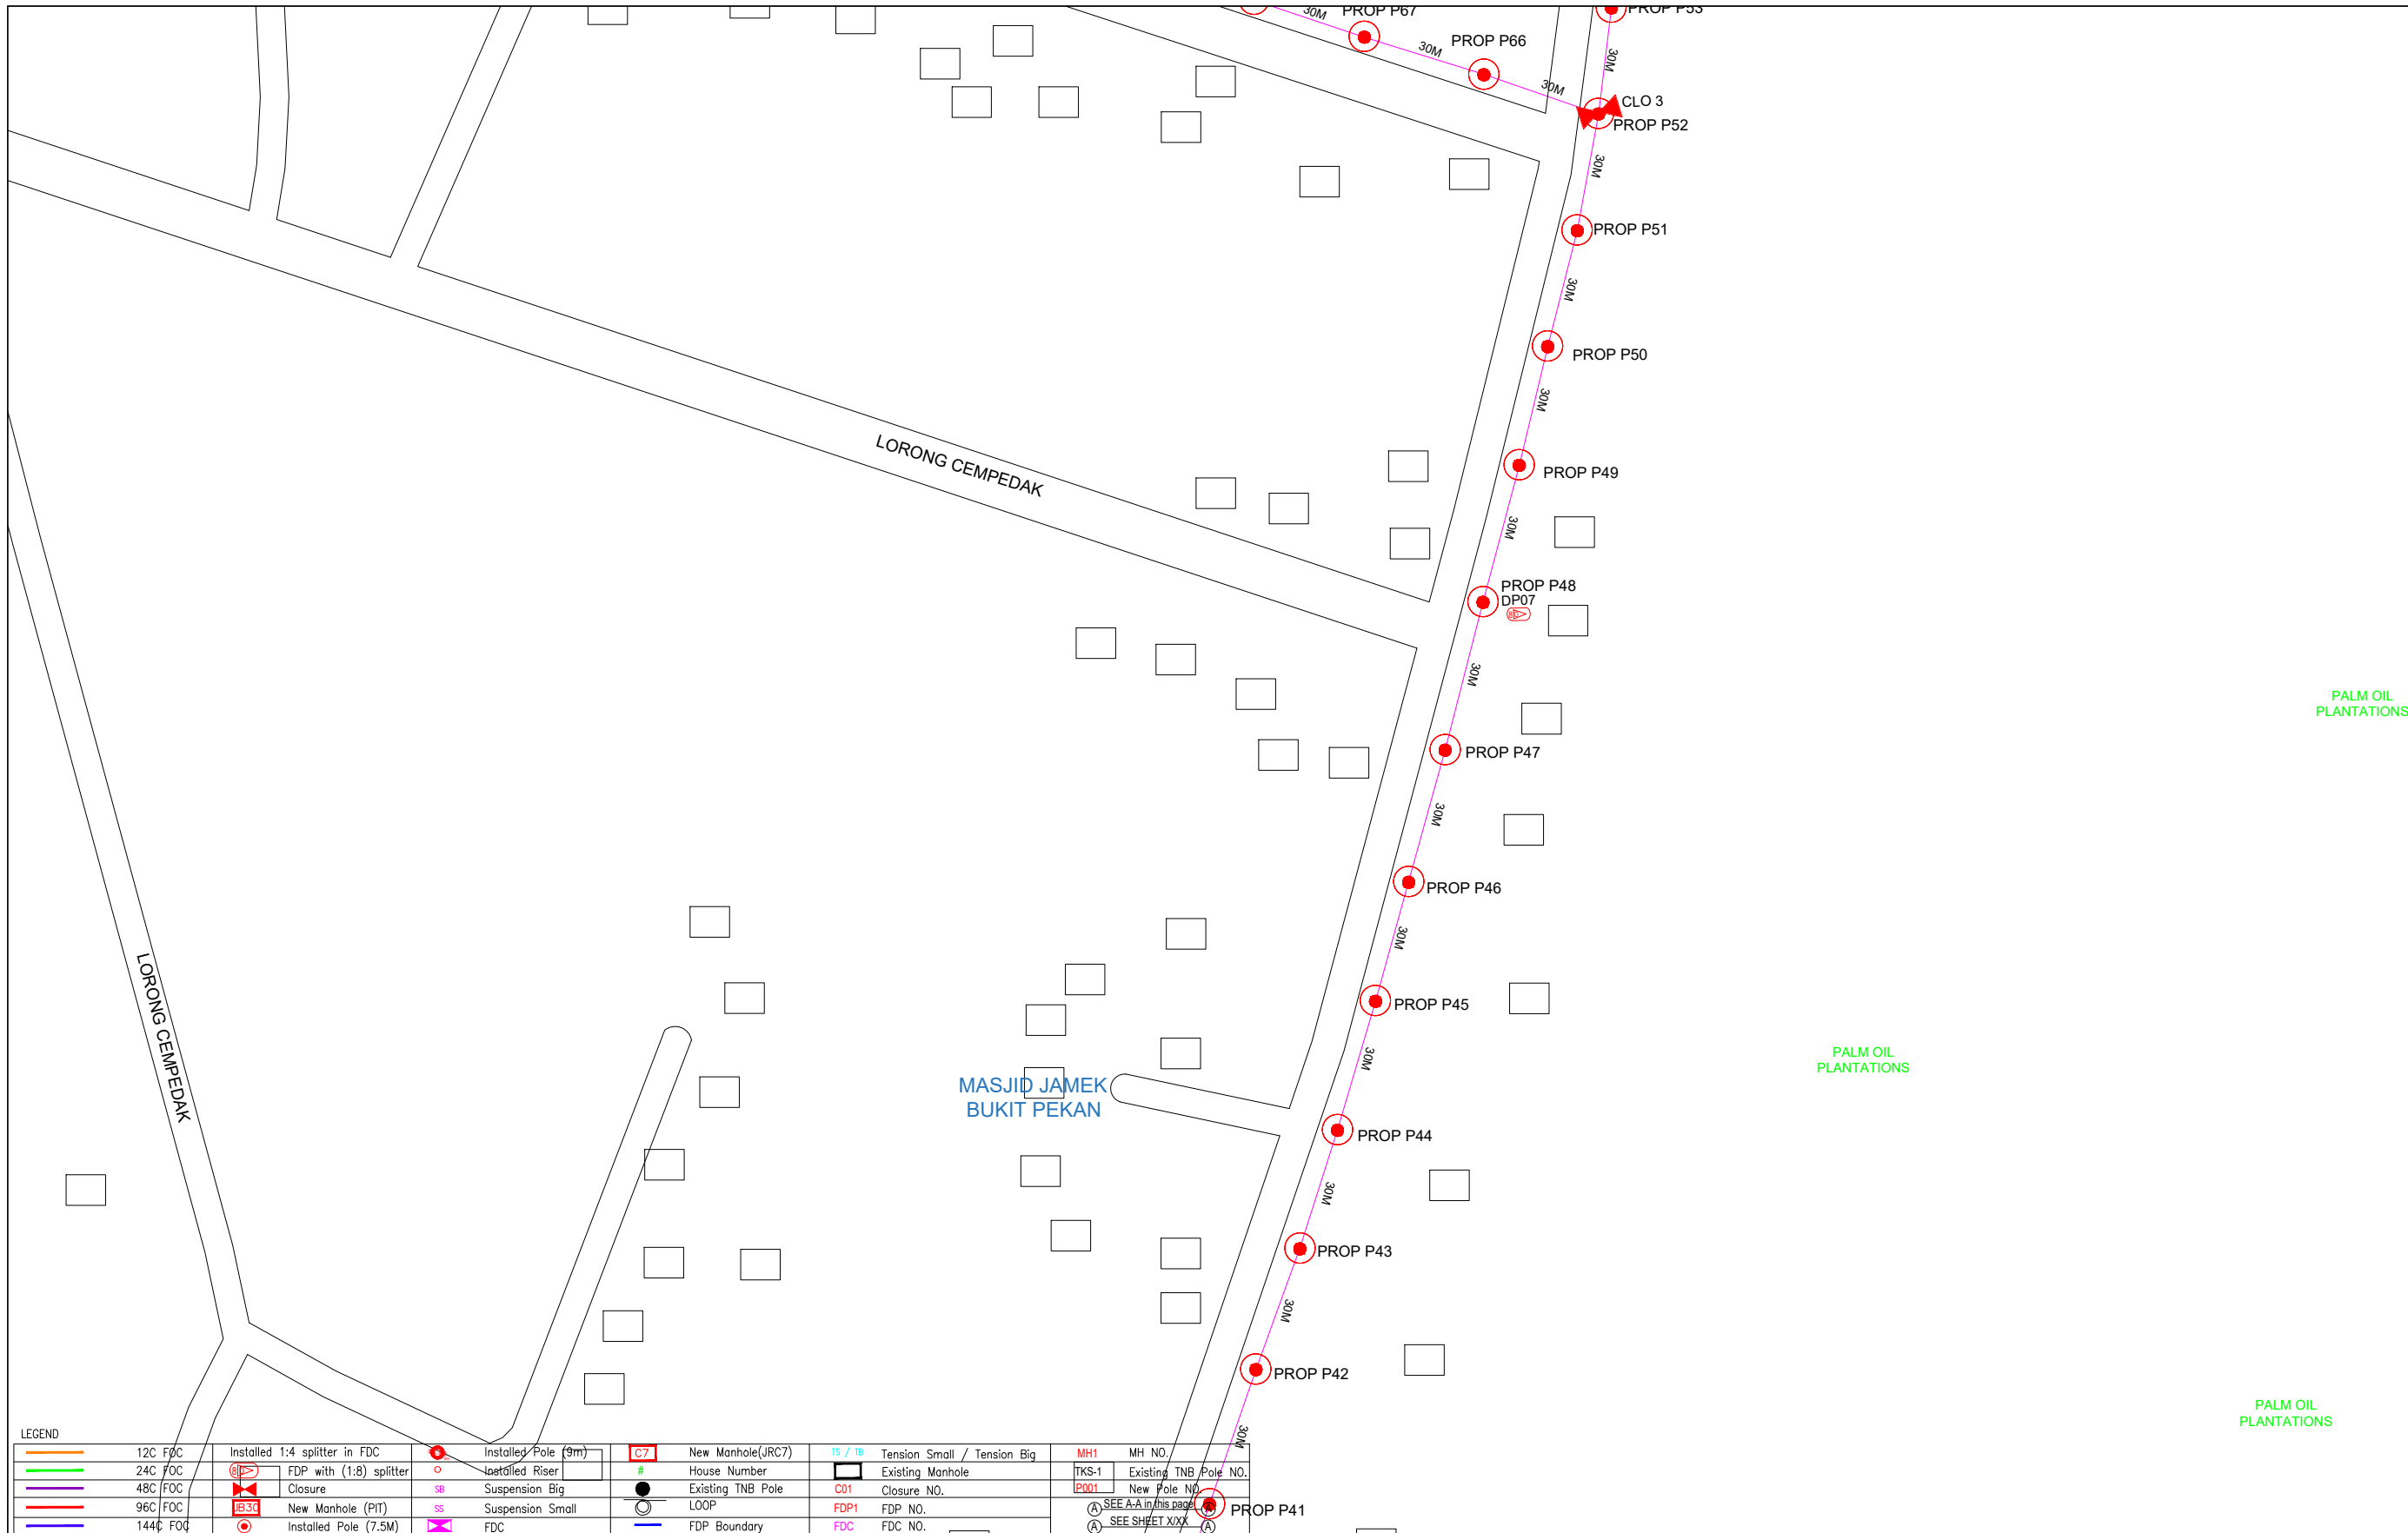 30M
PROP P67
PROP P53
30M
PROP P66
30M
30M
CLO 3
PROP P52
30M
PROP P51
30M
PROP P50
30M
LORONG CEMPEDAK
PROP P49
30M
PROP P48
DP07
30M
PALM OIL
PLANTATIONS
PROP P47
30M
PROP P46
30M
LORONG CEMPEDAK
PROP P45
30M
PALM OIL
PLANTATIONS
MASJID JAMEK
BUKIT PEKAN
PROP P44
30M
PROP P43
30M
PROP P42
PALM OIL
PLANTATIONS
30M
PROP P41
LEGEND
12C FOC
24C FOC
48C FOC
96C FOC
144C FOC
Installed 1:4 splitter in FDC
FDP with (1:8) splitter
Closure
JB30 New Manhole (PIT)
Installed Pole (7.5M)
Installed Pole (9m)
Installed Riser
SB Suspension Big
SS Suspension Small
FDC
C7 New Manhole(JRC7)
# House Number
Existing TNB Pole
LOOP
FDP Boundary
TS / TB Tension Small / Tension Big
Existing Manhole
C01 Closure NO.
FDP1 FDP NO.
FDC FDC NO.
MH1 MH NO.
TKS-1 Existing TNB Pole NO.
P001 New Pole NO.
A SEE A-A in this page A
A SEE SHEET X/XX A